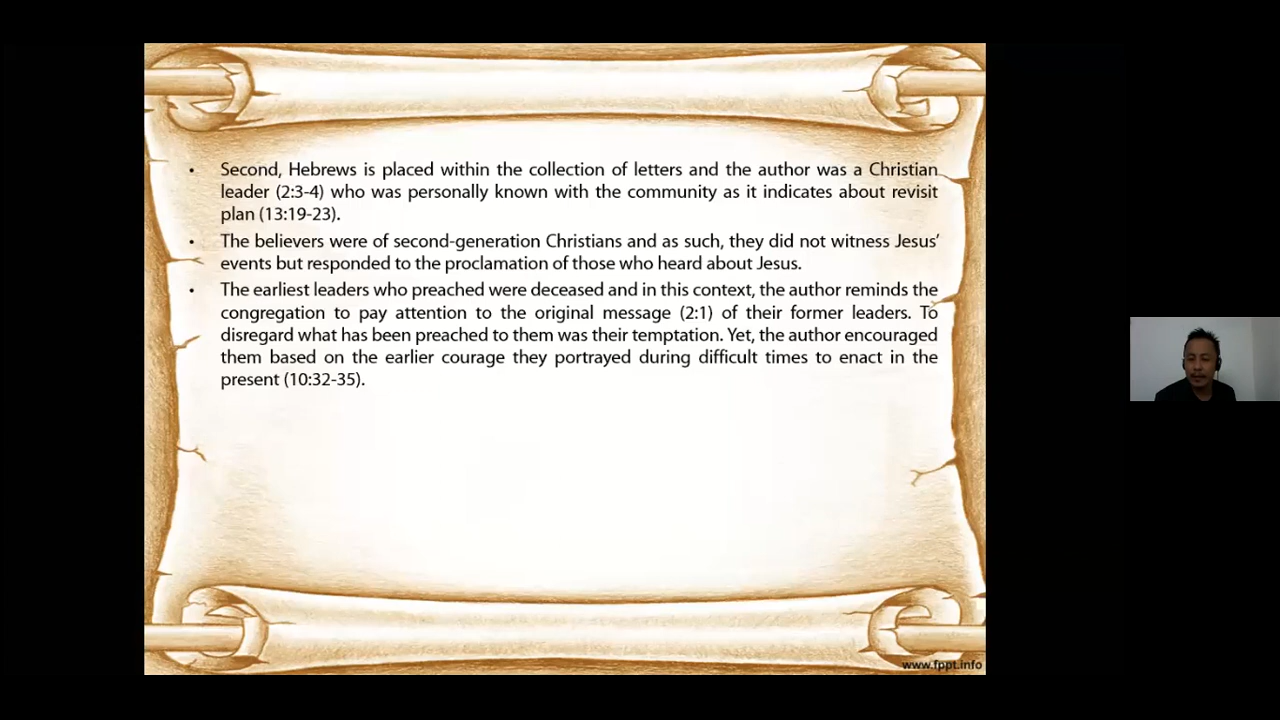 • Second, Hebrews is placed within the collection of letters and the author was a Christian
leader (2:3-4) who was personally known with the community as it indicates about revisit
plan (13:19-23).
• The believers were of second-generation Christians and as such, they did not witness Jesus’
events but responded to the proclamation of those who heard about Jesus.
• The earliest leaders who preached were deceased and in this context, the author reminds the
congregation to pay attention to the original message (2:1) of their former leaders. To
disregard what has been preached to them was their temptation. Yet, the author encouraged
them based on the earlier courage they portrayed during difficult times to enact in the
present (10:32-35).
www.fppt.info